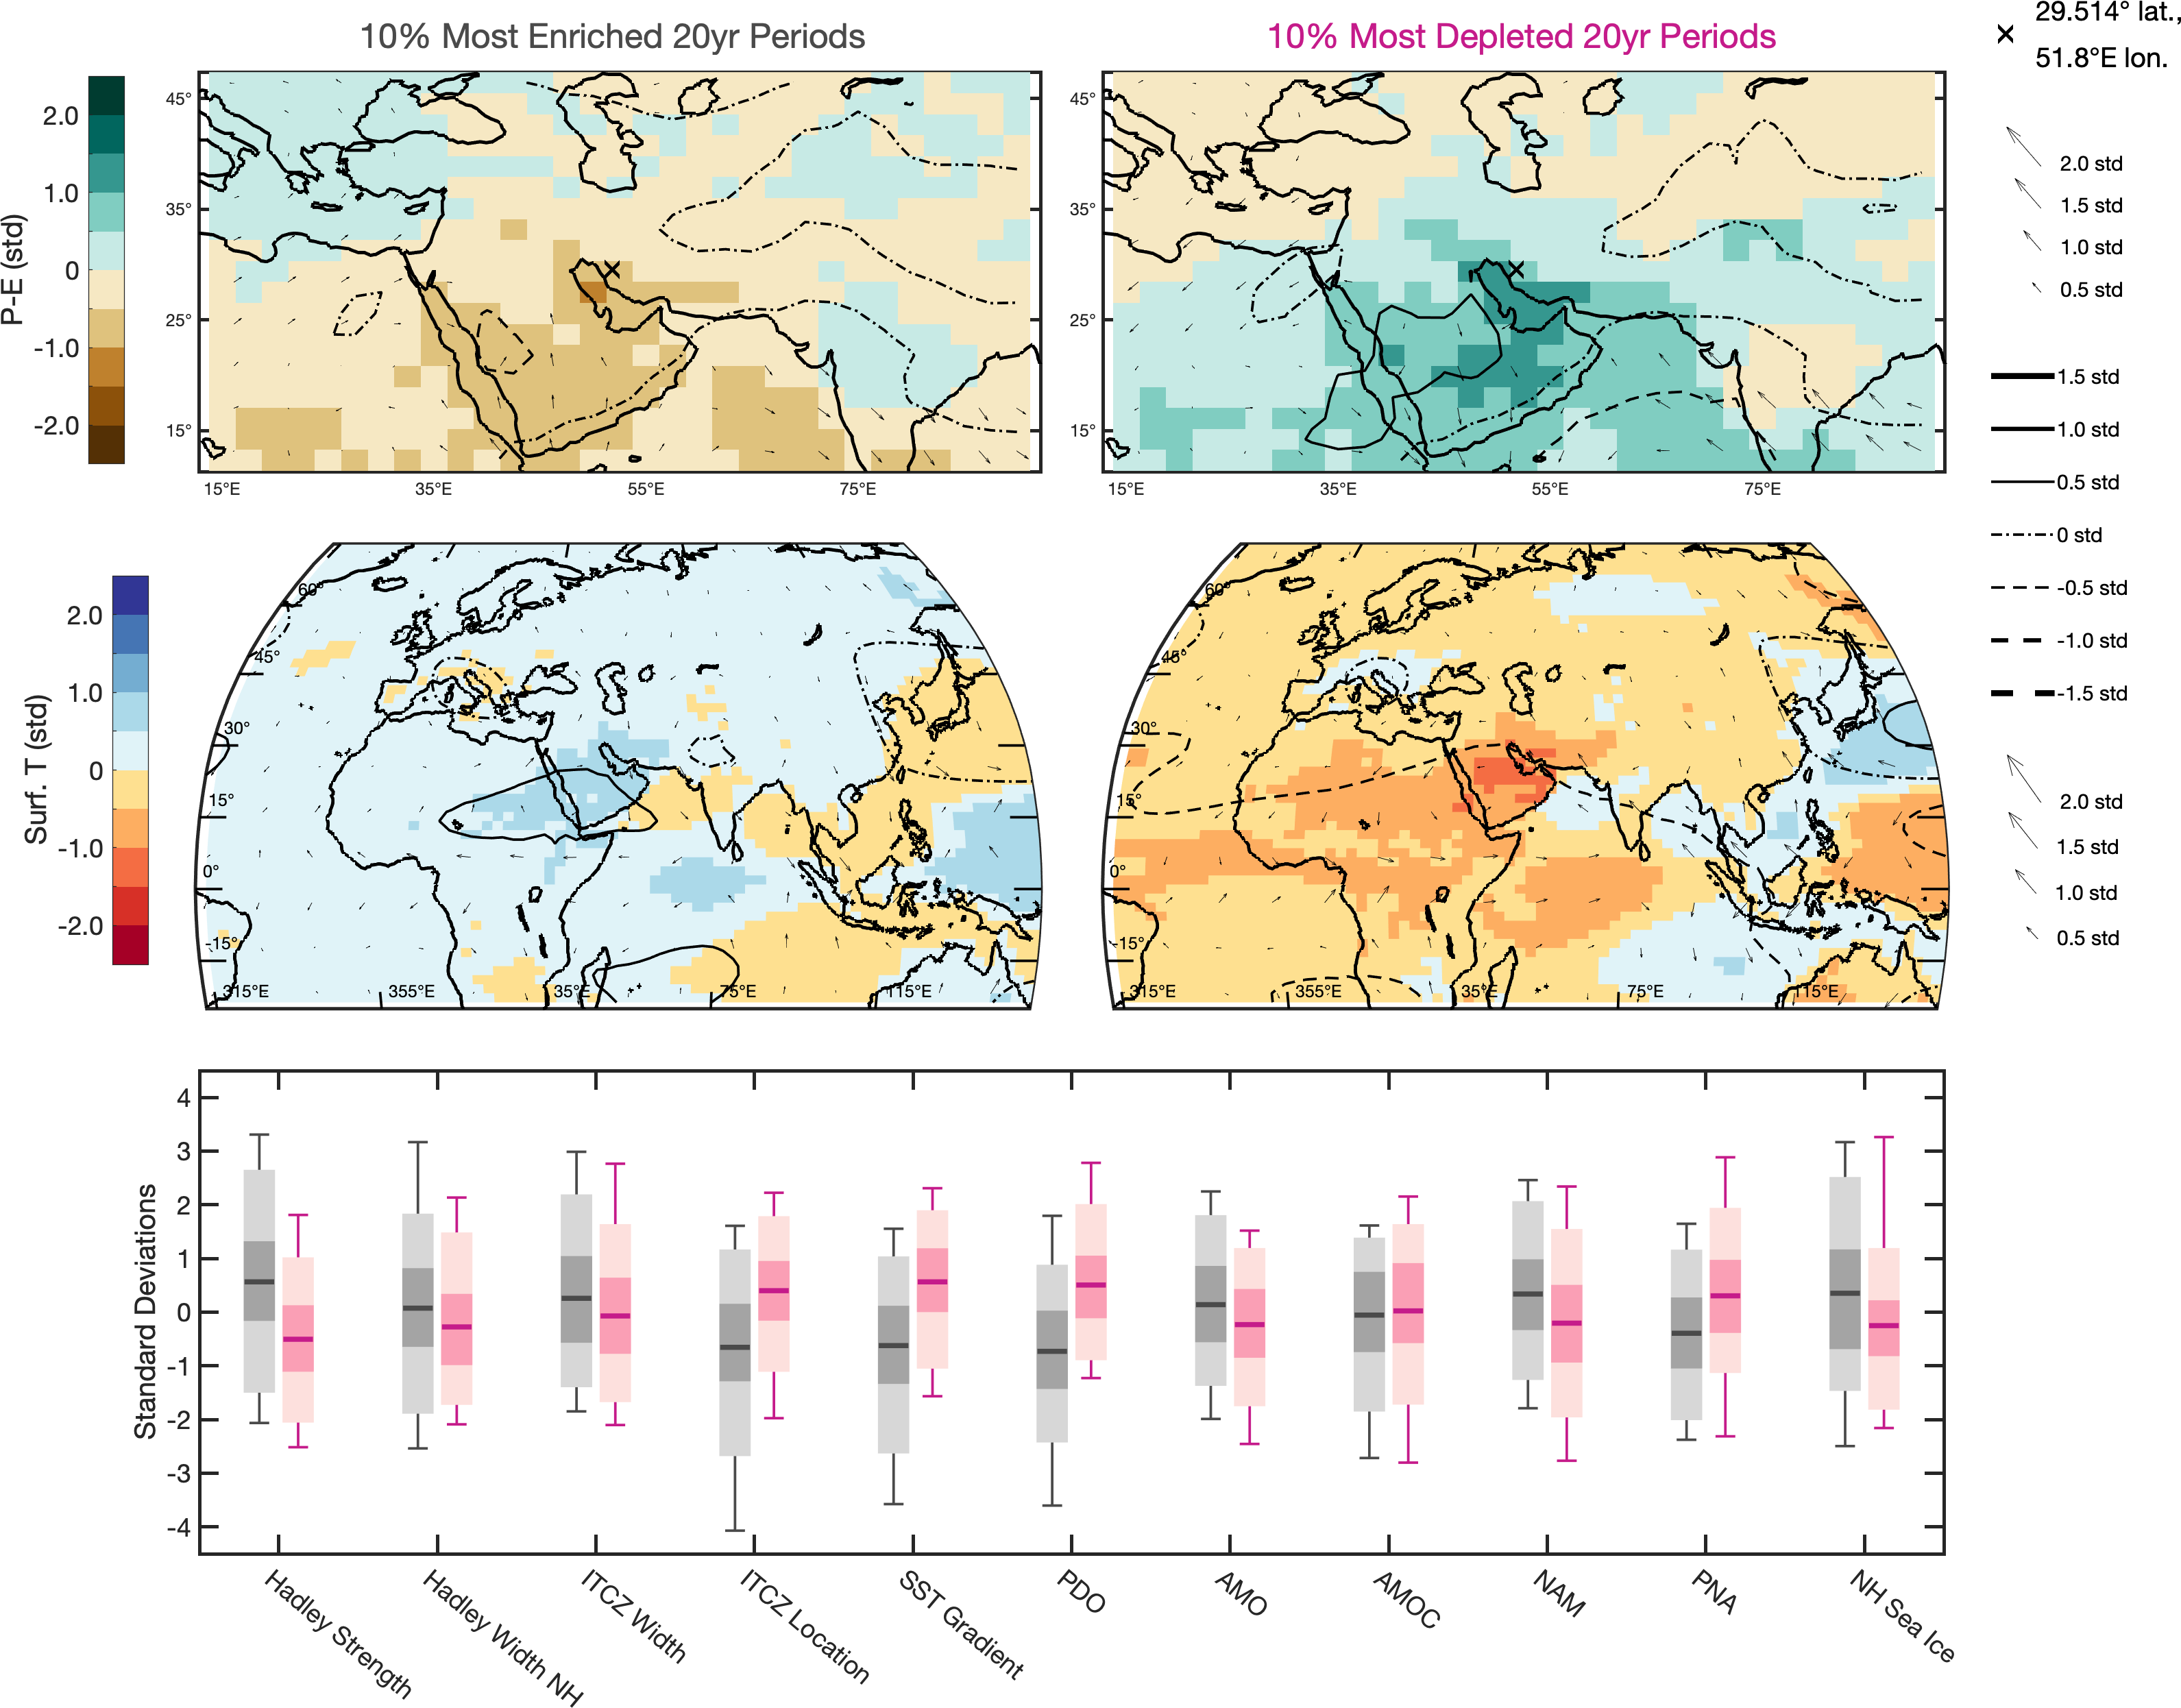 10% Most Enriched 20yr Periods
10% Most Depleted 20yr Periods
29.514° lat.,
51.8°E lon.
P-E (std)
2.0
1.0
0
-1.0
-2.0
45°
35°
25°
15°
15°E 35°E 55°E 75°E
45°
35°
25°
15°
15°E 35°E 55°E 75°E
2.0 std
1.5 std
1.0 std
0.5 std
1.5 std
1.0 std
0.5 std
0 std
-0.5 std
-1.0 std
-1.5 std
Surf. T (std)
2.0
1.0
0
-1.0
-2.0
60°
45°
30°
15°
0°
-15°
315°E 355°E 35°E 75°E 115°E
60°
45°
30°
15°
0°
-15°
315°E 355°E 35°E 75°E 115°E
2.0 std
1.5 std
1.0 std
0.5 std
Standard Deviations
4
3
2
1
0
-1
-2
-3
-4
Hadley Strength
Hadley Width NH
ITCZ Width
ITCZ Location
SST Gradient
PDO
AMO
AMOC
NAM
PNA
NH Sea Ice